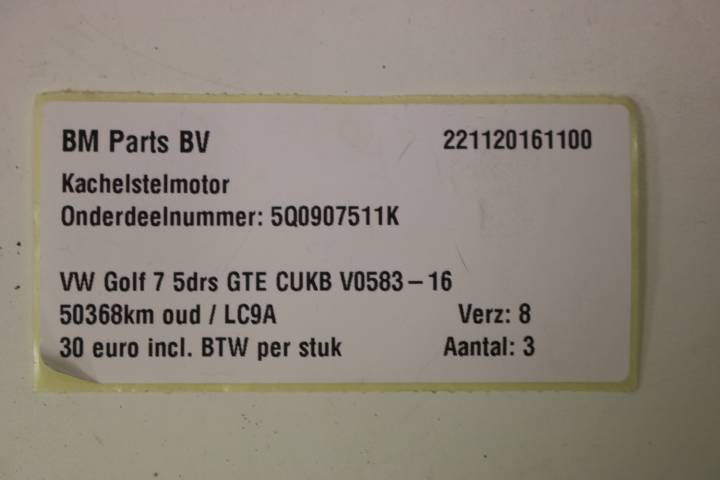 BM Parts BV 221120161100
Kachelstelmotor
Onderdeelnummer: 5Q0907511K
VW Golf 7 5drs GTE CUKB V0583-16
50368km oud / LC9A Verz: 8
30 euro incl. BTW per stuk Aantal: 3